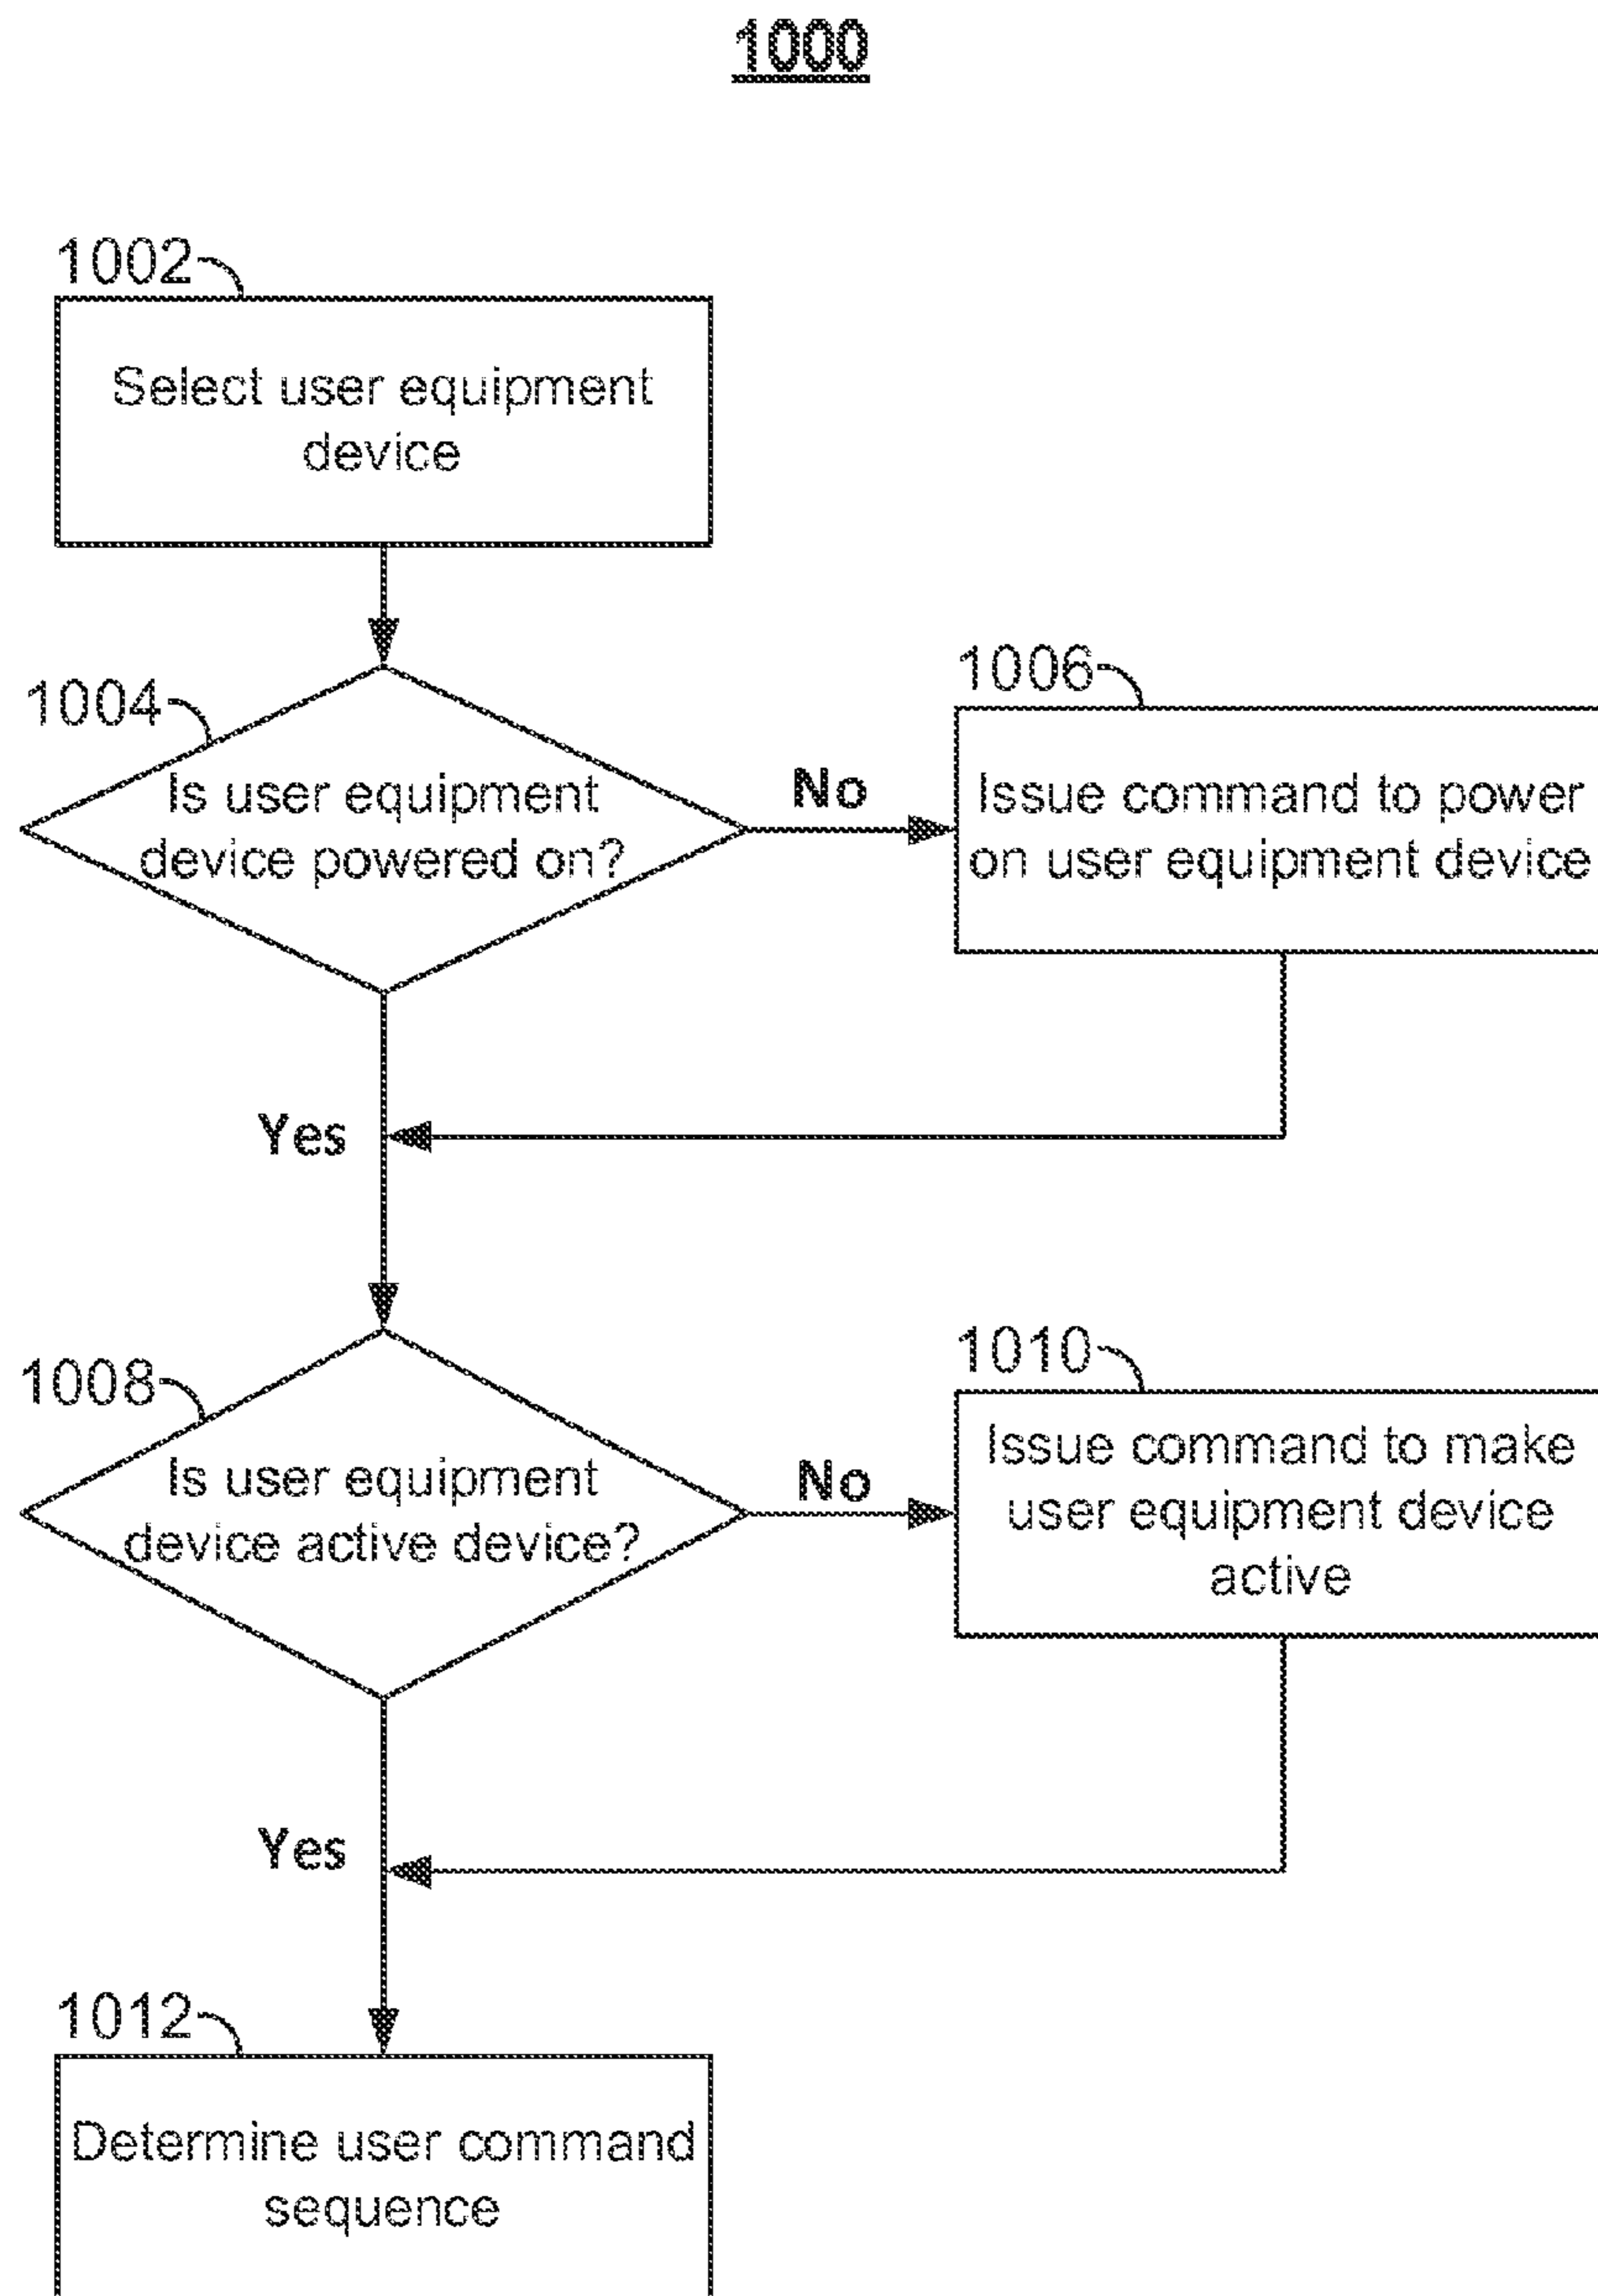 1000
1002
Select user equipment
device
1004
Is user equipment
device powered on?
No
1006
Issue command to power
on user equipment device
Yes
1008
Is user equipment
device active device?
No
1010
Issue command to make
user equipment device
active
Yes
1012
Determine user command
sequence